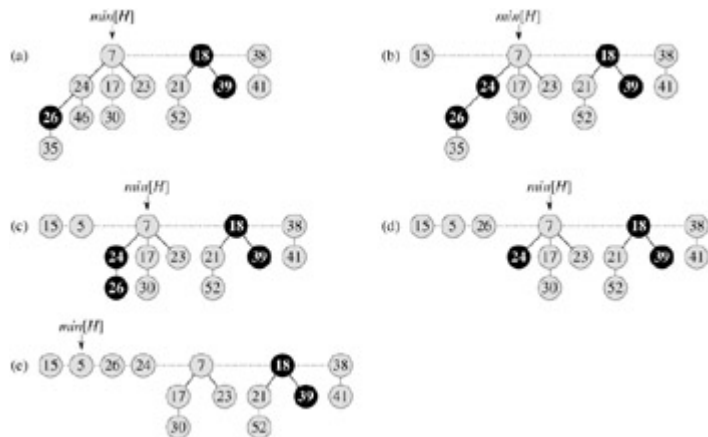 min[H] min[H]
(a) 7 18 38 (b) 15 7 18 38
24 17 23 21 39 41 24 17 23 21 39 41
26 46 30 52 26 30 52
35 35
min[H] min[H]
(c) 15 5 7 18 38 (d) 15 5 26 7 18 38
24 17 23 21 39 41 24 17 23 21 39 41
26 30 52 30 52
min[H]
(e) 15 5 26 24 7 18 38
17 23 21 39 41
30 52